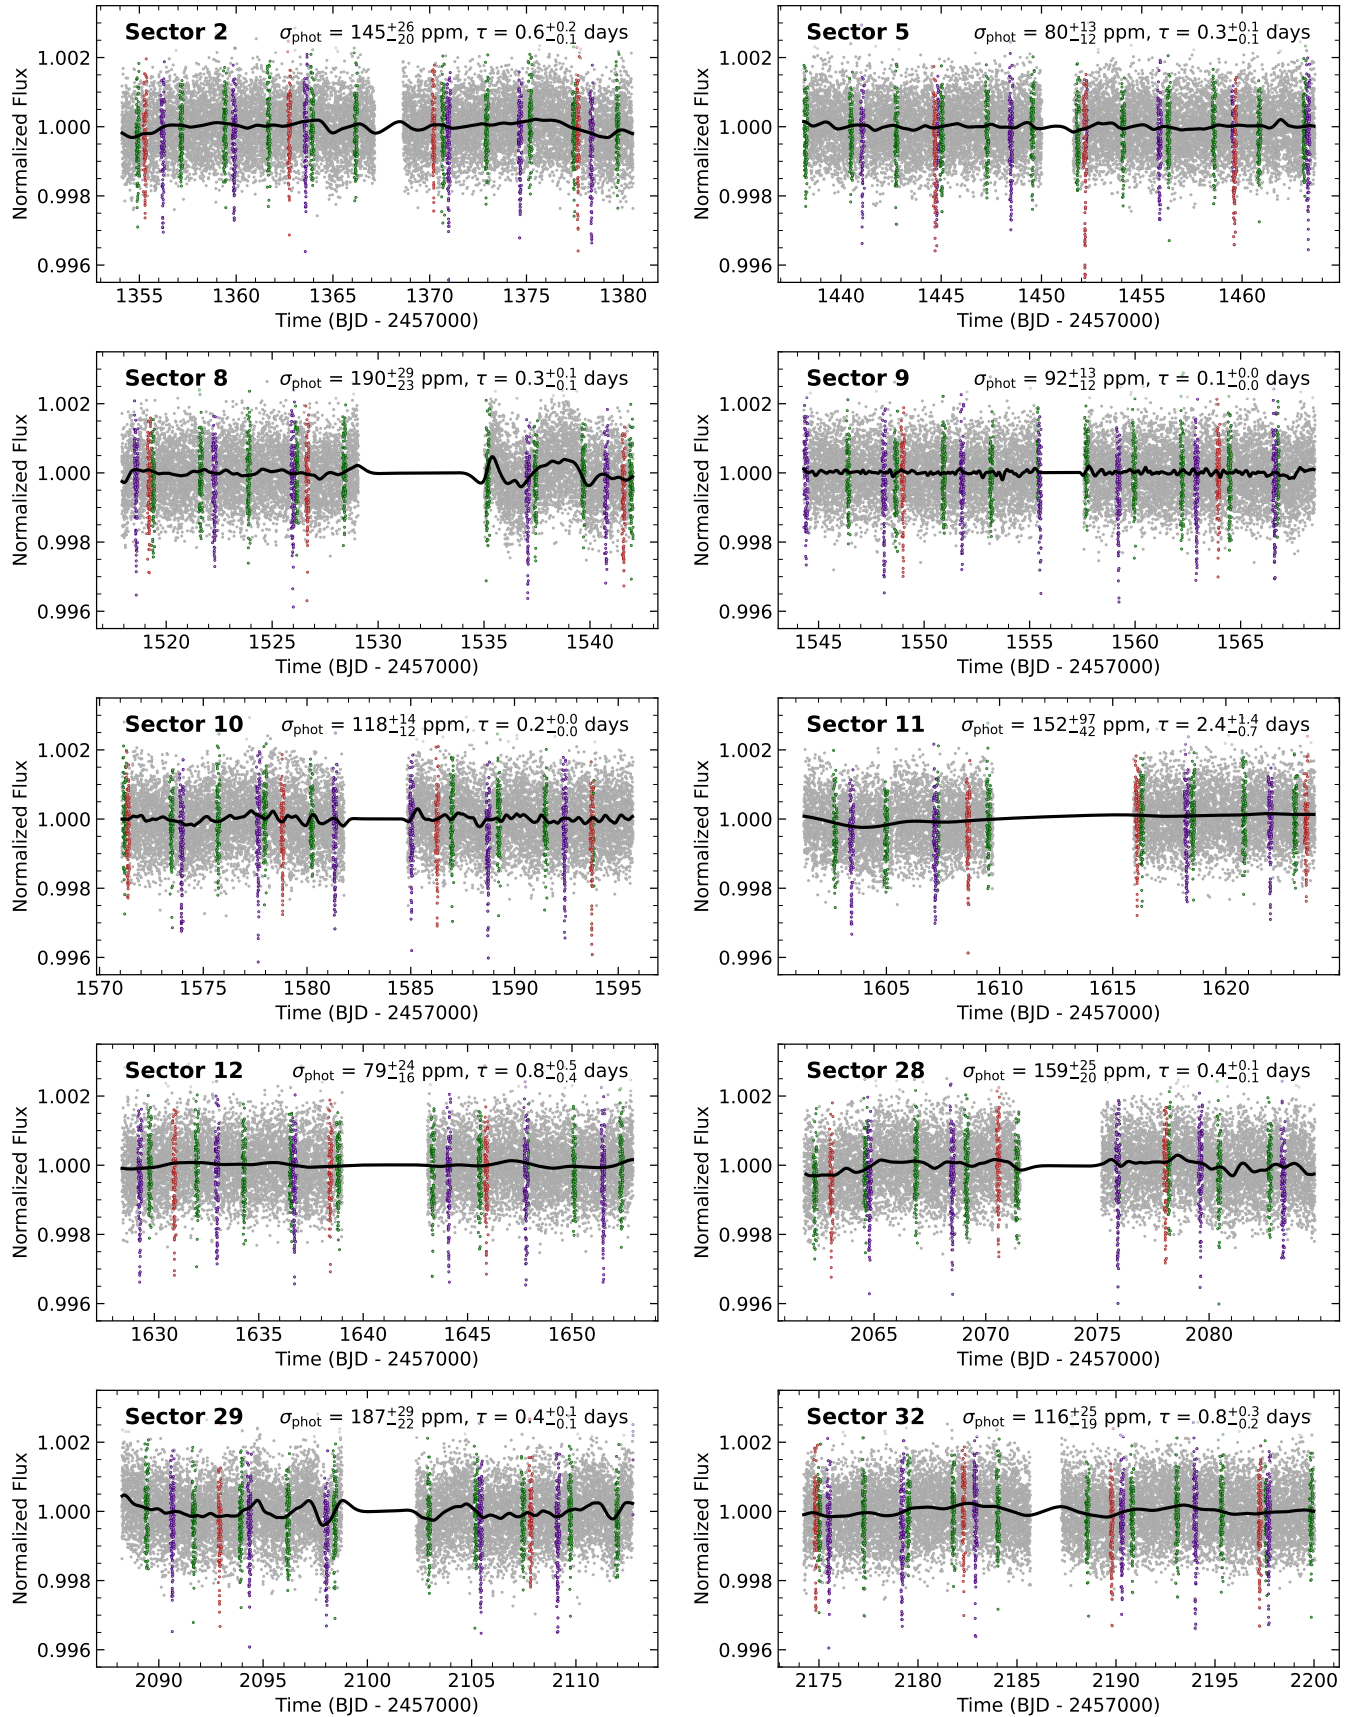 Sector 2 σphot = 145+26−20 ppm, τ = 0.6+0.2−0.1 days
1.002
1.000
0.998
0.996
Normalized Flux
1355 1360 1365 1370 1375 1380
Time (BJD - 2457000)
Sector 5 σphot = 80+13−12 ppm, τ = 0.3+0.1−0.1 days
1.002
1.000
0.998
0.996
Normalized Flux
1440 1445 1450 1455 1460
Time (BJD - 2457000)
Sector 8 σphot = 190+29−23 ppm, τ = 0.3+0.1−0.1 days
1.002
1.000
0.998
0.996
Normalized Flux
1520 1525 1530 1535 1540
Time (BJD - 2457000)
Sector 9 σphot = 92+13−12 ppm, τ = 0.1+0.0−0.0 days
1.002
1.000
0.998
0.996
Normalized Flux
1545 1550 1555 1560 1565
Time (BJD - 2457000)
Sector 10 σphot = 118+14−12 ppm, τ = 0.2+0.0−0.0 days
1.002
1.000
0.998
0.996
Normalized Flux
1570 1575 1580 1585 1590 1595
Time (BJD - 2457000)
Sector 11 σphot = 152+97−42 ppm, τ = 2.4+1.4−0.7 days
1.002
1.000
0.998
0.996
Normalized Flux
1605 1610 1615 1620
Time (BJD - 2457000)
Sector 12 σphot = 79+24−16 ppm, τ = 0.8+0.5−0.4 days
1.002
1.000
0.998
0.996
Normalized Flux
1630 1635 1640 1645 1650
Time (BJD - 2457000)
Sector 28 σphot = 159+25−20 ppm, τ = 0.4+0.1−0.1 days
1.002
1.000
0.998
0.996
Normalized Flux
2065 2070 2075 2080
Time (BJD - 2457000)
Sector 29 σphot = 187+29−22 ppm, τ = 0.4+0.1−0.1 days
1.002
1.000
0.998
0.996
Normalized Flux
2090 2095 2100 2105 2110
Time (BJD - 2457000)
Sector 32 σphot = 116+25−19 ppm, τ = 0.8+0.3−0.2 days
1.002
1.000
0.998
0.996
Normalized Flux
2175 2180 2185 2190 2195 2200
Time (BJD - 2457000)